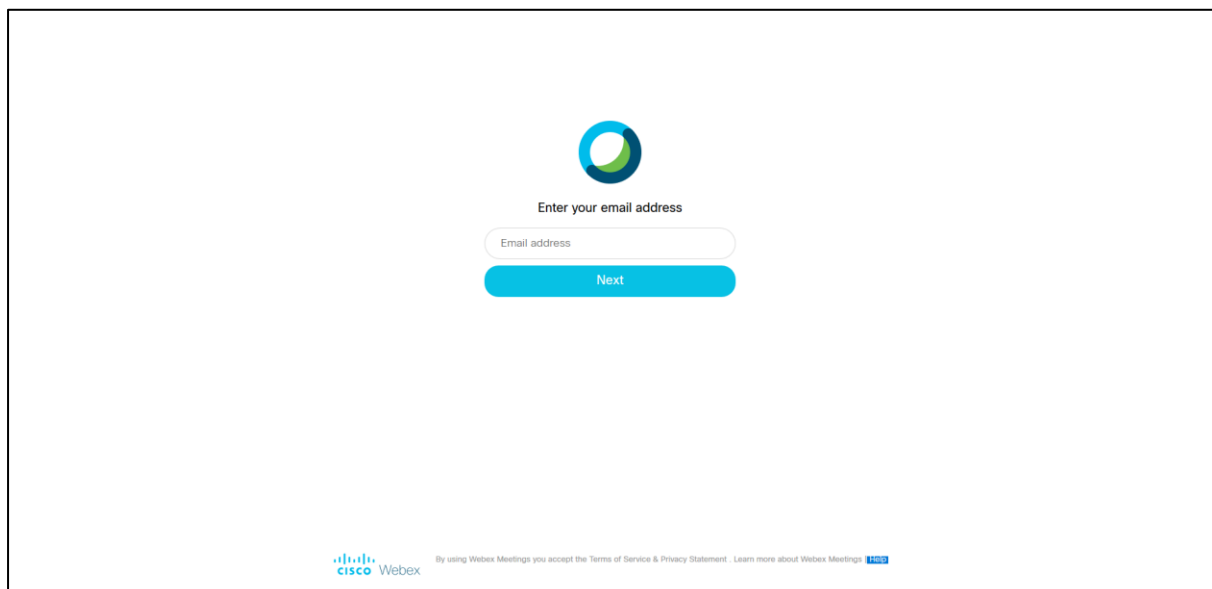 Enter your email address
Email address
Next
CISCO Webex
By using Webex Meetings you accept the Terms of Service & Privacy Statement . Learn more about Webex Meetings | Help